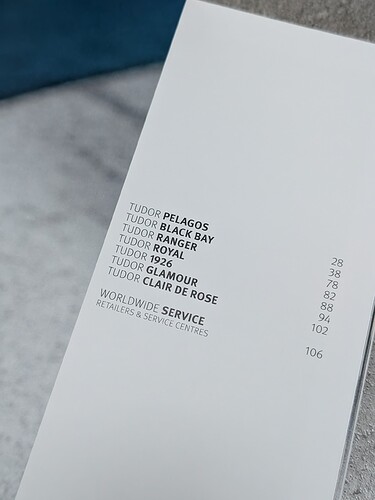 TUDOR PELAGOS 28
TUDOR BLACK BAY 38
TUDOR RANGER 78
TUDOR ROYAL 82
TUDOR 1926 88
TUDOR GLAMOUR 94
TUDOR CLAIR DE ROSE 102
WORLDWIDE SERVICE 106
RETAILERS & SERVICE CENTRES